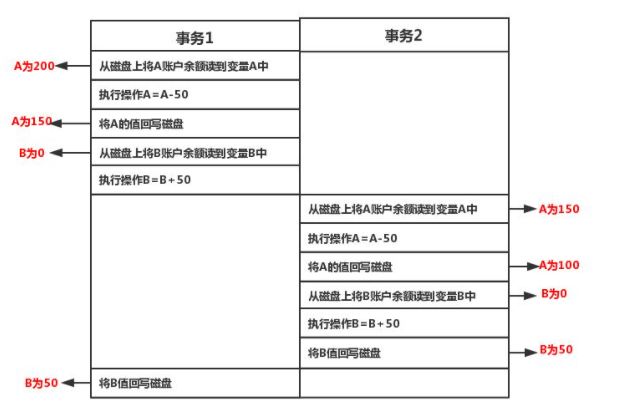 事务1
事务2
A为200
从磁盘上将A账户余额读到变量A中
执行操作A=A-50
A为150
将A的值回写磁盘
B为0
从磁盘上将B账户余额读到变量B中
执行操作B=B+50
从磁盘上将A账户余额读到变量A中
A为150
执行操作A=A-50
将A的值回写磁盘
A为100
从磁盘上将B账户余额读到变量B中
B为0
执行操作B=B+50
将B值回写磁盘
B为50
B为50
将B值回写磁盘